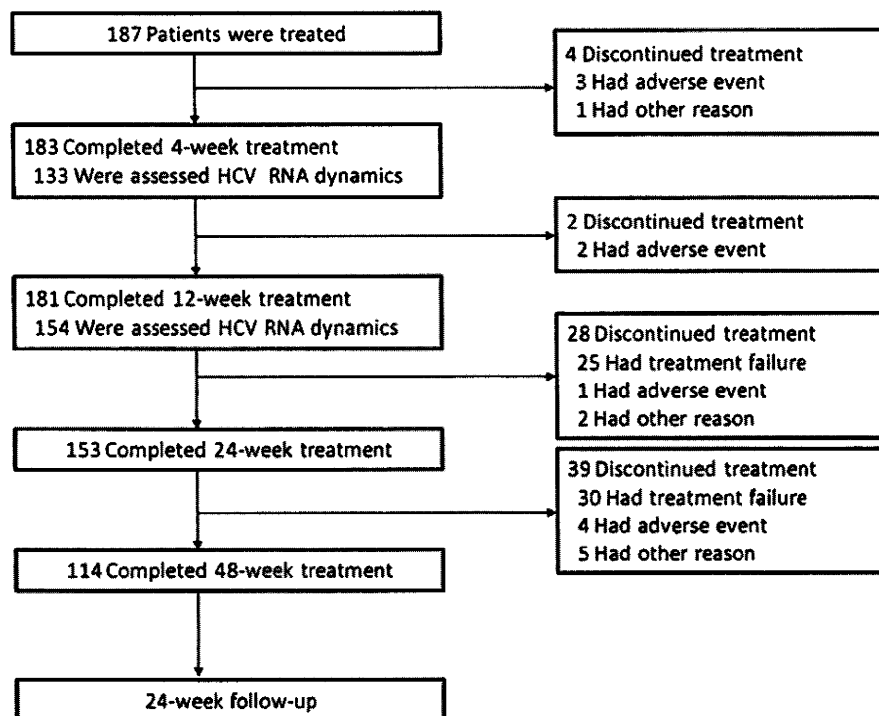 187 Patients were treated
4 Discontinued treatment
3 Had adverse event
1 Had other reason
183 Completed 4-week treatment
133 Were assessed HCV RNA dynamics
2 Discontinued treatment
2 Had adverse event
181 Completed 12-week treatment
154 Were assessed HCV RNA dynamics
28 Discontinued treatment
25 Had treatment failure
1 Had adverse event
2 Had other reason
153 Completed 24-week treatment
39 Discontinued treatment
30 Had treatment failure
4 Had adverse event
5 Had other reason
114 Completed 48-week treatment
24-week follow-up